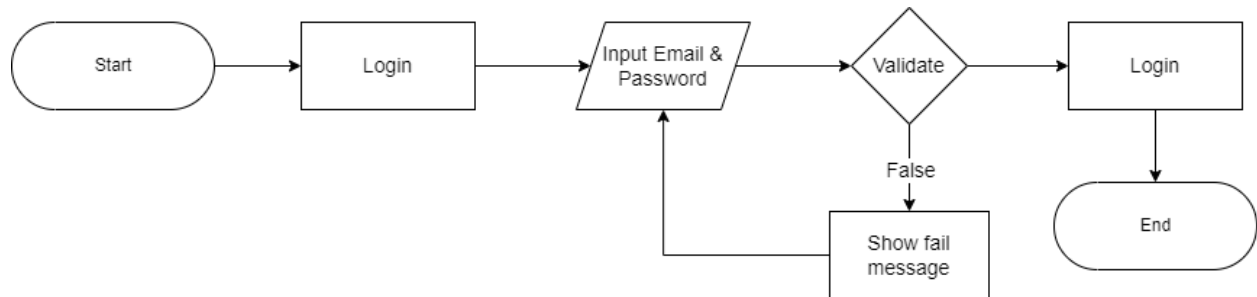 Start
Login
Input Email &
Password
Validate
Login
False
Show fail
message
End